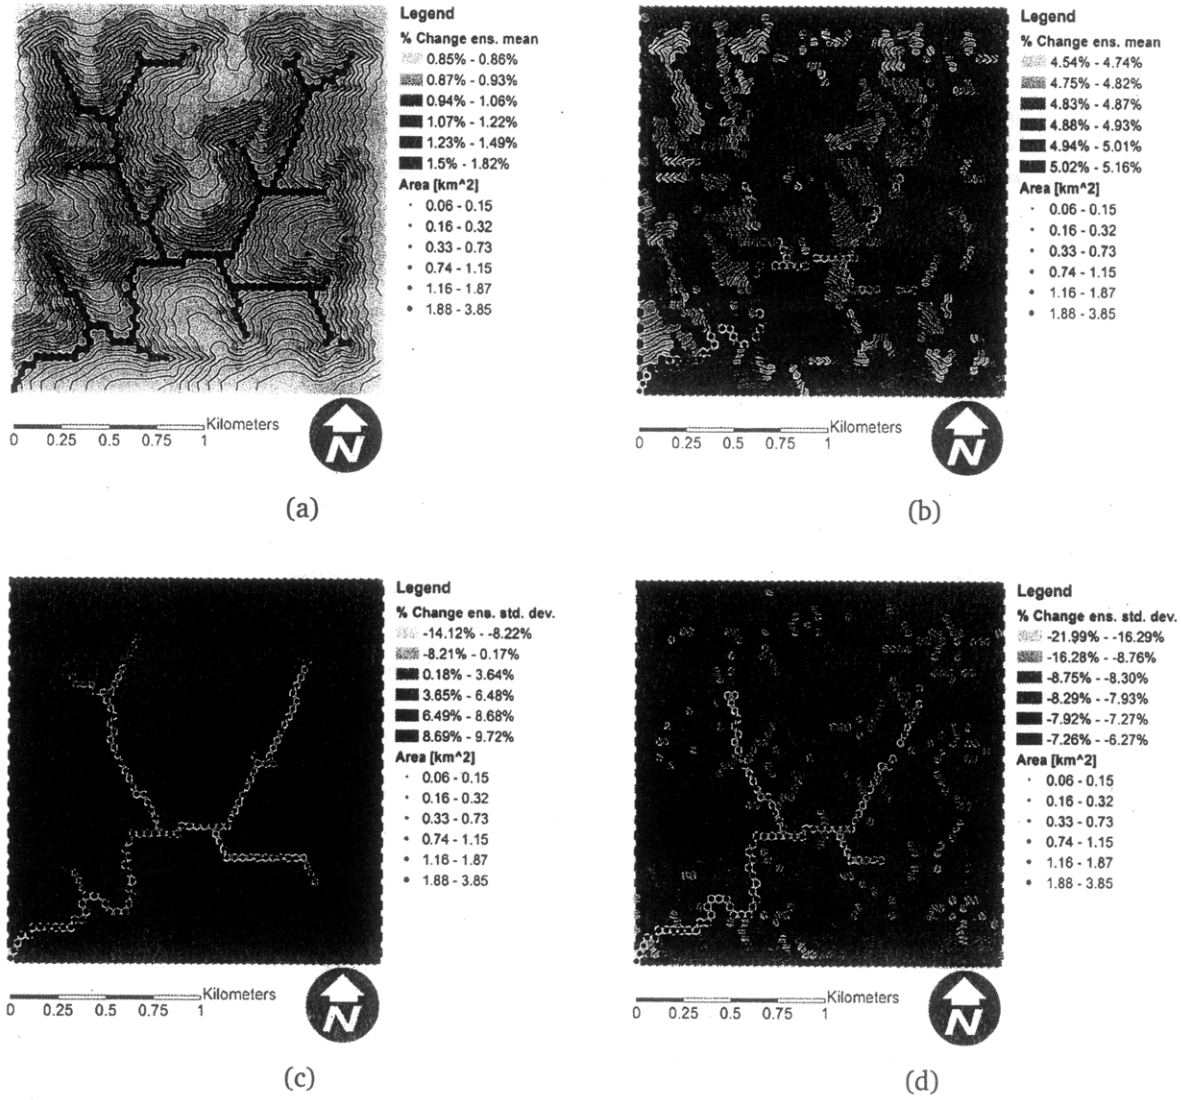 Legend
% Change ens. mean
0.85% - 0.86%
0.87% - 0.93%
0.94% - 1.06%
1.07% - 1.22%
1.23% - 1.49%
1.5% - 1.82%
Area [km^2]
0.06 - 0.15
0.16 - 0.32
0.33 - 0.73
0.74 - 1.15
1.16 - 1.87
1.88 - 3.85
Kilometers
0 0.25 0.5 0.75 1
N
(a)
Legend
% Change ens. mean
4.54% - 4.74%
4.75% - 4.82%
4.83% - 4.87%
4.88% - 4.93%
4.94% - 5.01%
5.02% - 5.16%
Area [km^2]
0.06 - 0.15
0.16 - 0.32
0.33 - 0.73
0.74 - 1.15
1.16 - 1.87
1.88 - 3.85
Kilometers
0 0.25 0.5 0.75 1
N
(b)
Legend
% Change ens. std. dev.
-14.12% - -8.22%
-8.21% - 0.17%
0.18% - 3.64%
3.65% - 6.48%
6.49% - 8.68%
8.69% - 9.72%
Area [km^2]
0.06 - 0.15
0.16 - 0.32
0.33 - 0.73
0.74 - 1.15
1.16 - 1.87
1.88 - 3.85
Kilometers
0 0.25 0.5 0.75 1
N
(c)
Legend
% Change ens. std. dev.
-21.99% - -16.29%
-16.28% - -8.76%
-8.75% - -8.30%
-8.29% - -7.93%
-7.92% - -7.27%
-7.26% - -6.27%
Area [km^2]
0.06 - 0.15
0.16 - 0.32
0.33 - 0.73
0.74 - 1.15
1.16 - 1.87
1.88 - 3.85
Kilometers
0 0.25 0.5 0.75 1
N
(d)